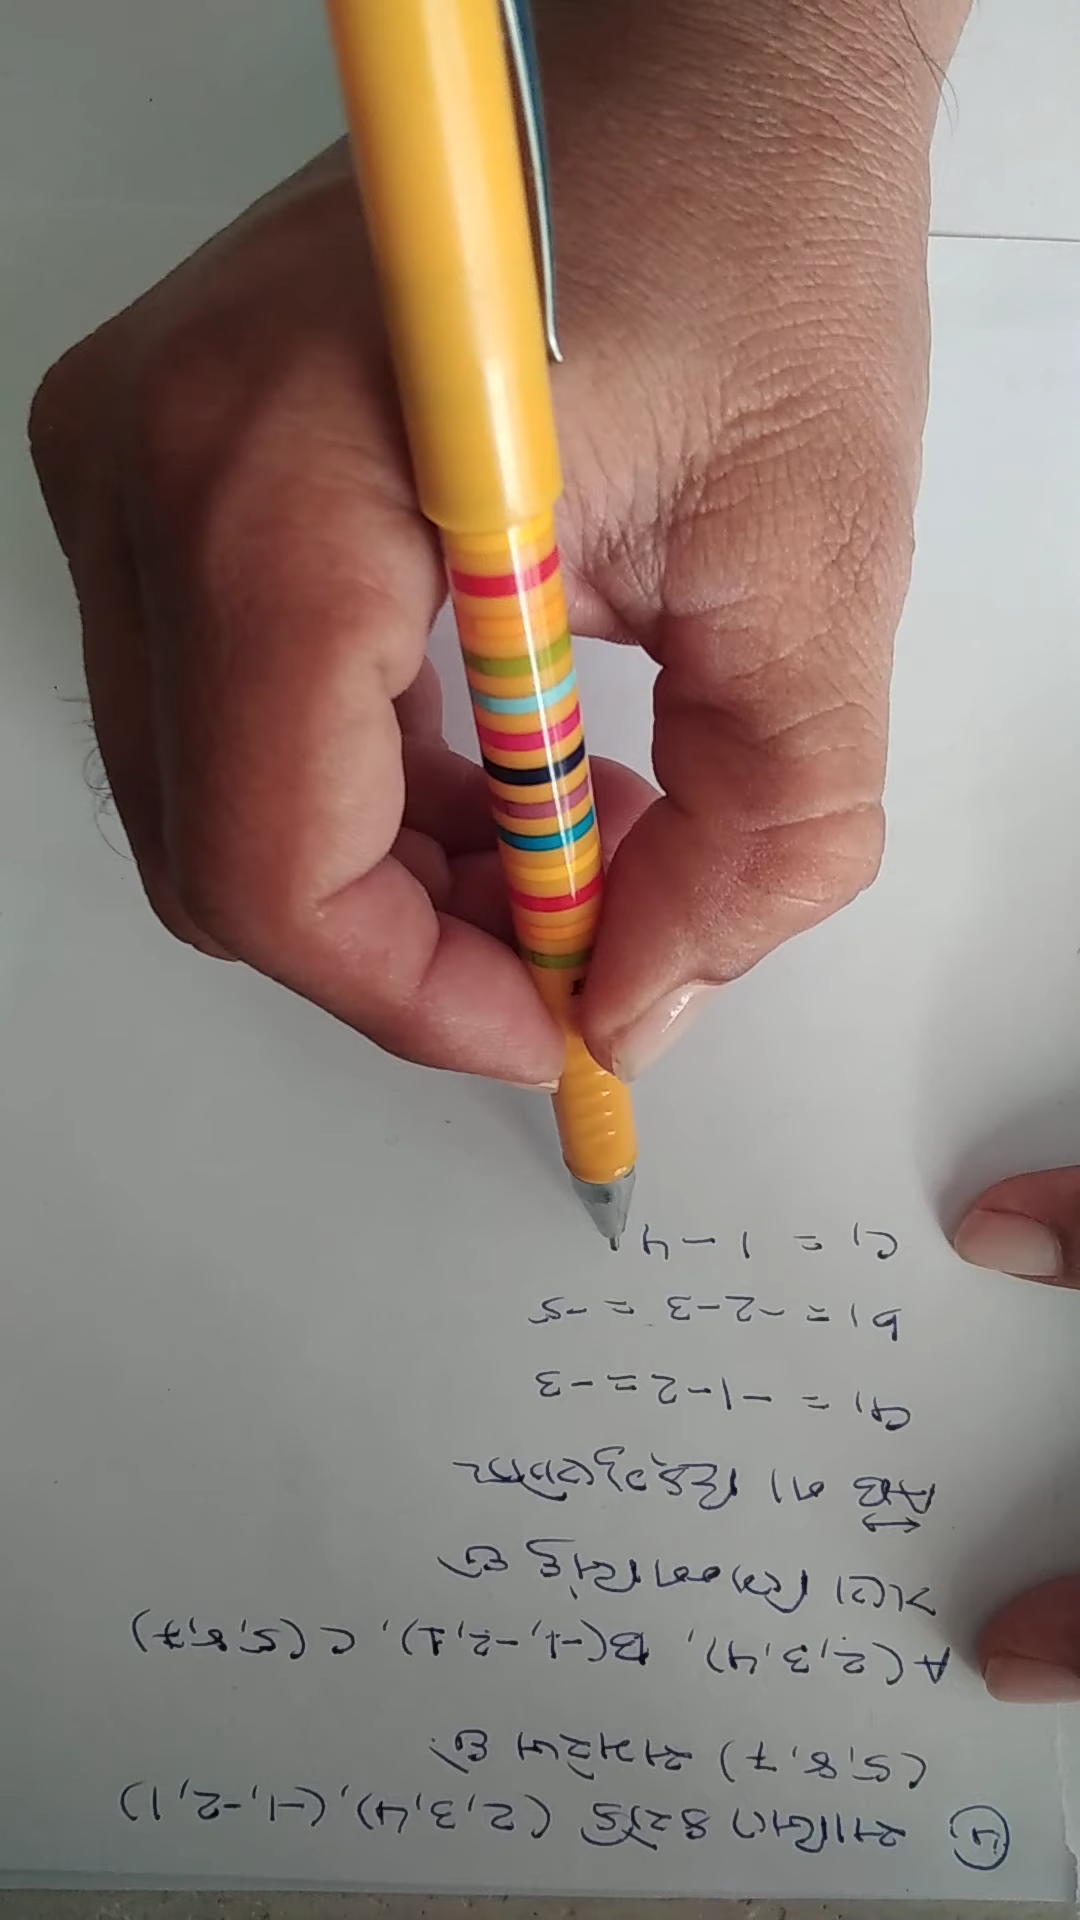 ④ સાબિત કરો કે (2,3,4), (-1,-2,1)
(5,8,7) સમરેખ છે.
A(2,3,4), B(-1,-2,1), C(5,8,7)
બિંદુ છે
AB ના દિક્ગુણોત્તર
a₁ = -1-2 = -3
b₁ = -2-3 = -5
c₁ = 1-4